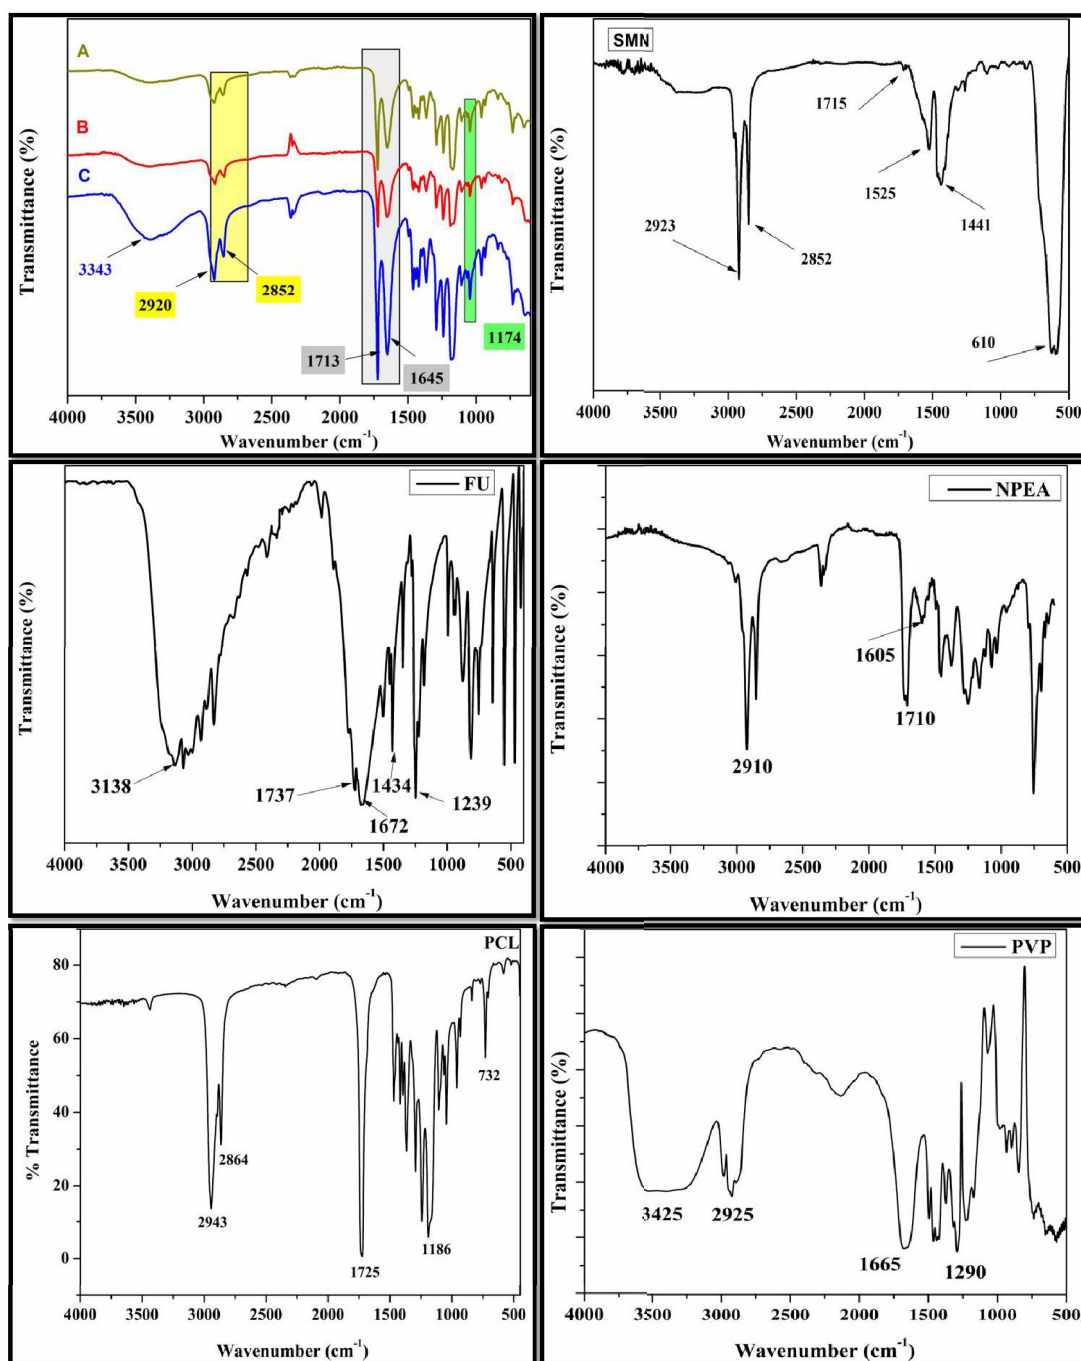 A
B
C
Transmittance (%)
3343
2920
2852
1713
1645
1174
4000 3500 3000 2500 2000 1500 1000
Wavenumber (cm-1)
SMN
Transmittance (%)
1715
1525
1441
2923
2852
610
4000 3500 3000 2500 2000 1500 1000 500
Wavenumber (cm-1)
FU
Transmittance (%)
3138
1737
1672
1434
1239
4000 3500 3000 2500 2000 1500 1000 500
Wavenumber (cm-1)
NPEA
Transmittance (%)
1605
1710
2910
4000 3500 3000 2500 2000 1500 1000 500
Wavenumber (cm-1)
PCL
% Transmittance
80
60
40
20
0
732
2864
2943
1186
1725
4000 3500 3000 2500 2000 1500 1000 500
Wavenumber (cm-1)
PVP
Transmittance (%)
3425
2925
1665
1290
4000 3500 3000 2500 2000 1500 1000 500
Wavenumber (cm-1)